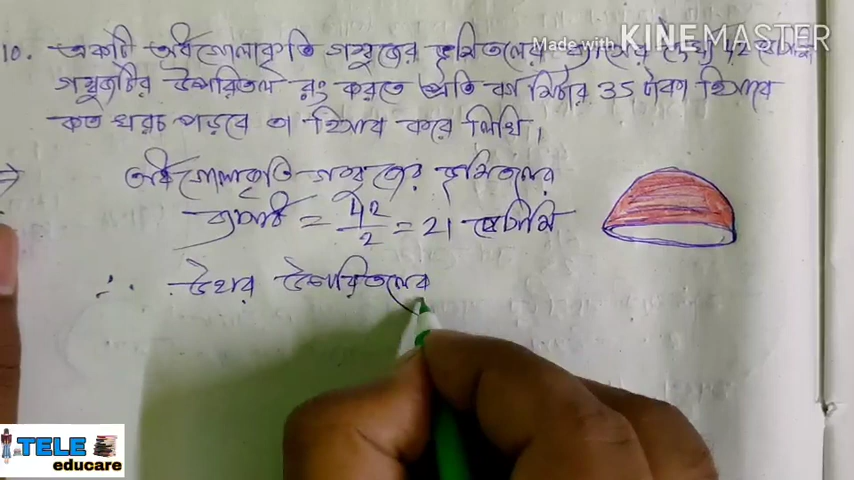 Made with KINEMASTER
10. একটি অর্ধগোলাকৃতি গম্বুজের ভূমিতলের ব্যাসের দৈর্ঘ্য 42
গম্বুজটির উপরিতল রং করতে প্রতি বর্গ মিটার 35 টাকা হিসাবে
কত খরচ পড়বে তা হিসাব করে লিখি।
⇒ অর্ধগোলাকৃতি গম্বুজের ভূমিতলের
ব্যাসার্ধ = 42/2 = 21 ডেসিমি
∴ উহার উপরিতলের
TELE
educare